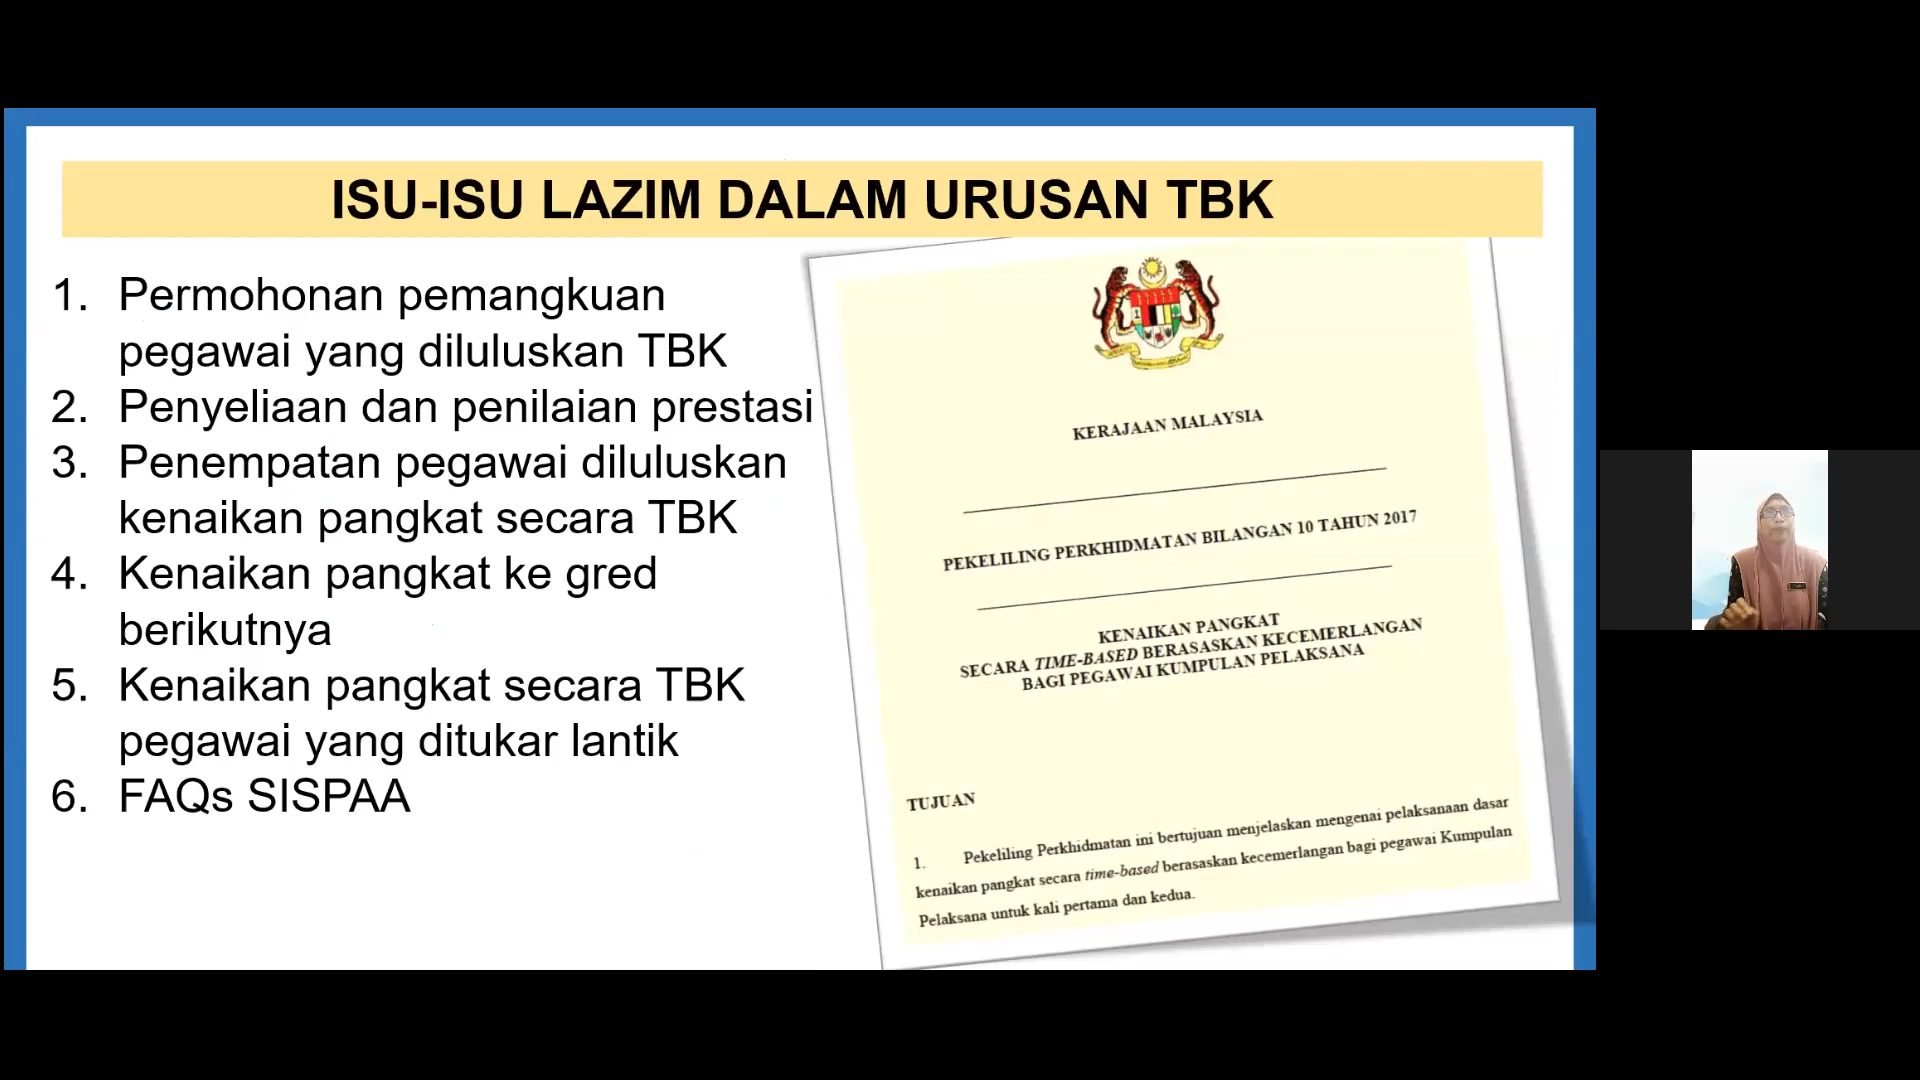 ISU-ISU LAZIM DALAM URUSAN TBK
1. Permohonan pemangkuan
pegawai yang diluluskan TBK
2. Penyeliaan dan penilaian prestasi
3. Penempatan pegawai diluluskan
kenaikan pangkat secara TBK
4. Kenaikan pangkat ke gred
berikutnya
5. Kenaikan pangkat secara TBK
pegawai yang ditukar lantik
6. FAQs SISPAA
KERAJAAN MALAYSIA
PEKELILING PERKHIDMATAN BILANGAN 10 TAHUN 2017
KENAIKAN PANGKAT
SECARA TIME-BASED BERASASKAN KECEMERLANGAN
BAGI PEGAWAI KUMPULAN PELAKSANA
TUJUAN
1. Pekeliling Perkhidmatan ini bertujuan menjelaskan mengenai pelaksanaan dasar
kenaikan pangkat secara time-based berasaskan kecemerlangan bagi pegawai Kumpulan
Pelaksana untuk kali pertama dan kedua.